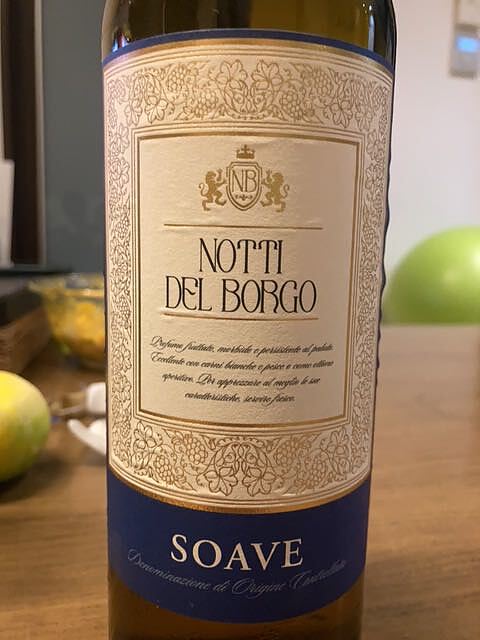 NB
NOTTI
DEL BORGO
Profumo fruttato, morbido e persistente al palato.
Eccellente con carni bianche e pesce e come ottimo
aperitivo. Per apprezzare al meglio le sue
caratteristiche, servire fresco.
SOAVE
Denominazione di Origine Controllata